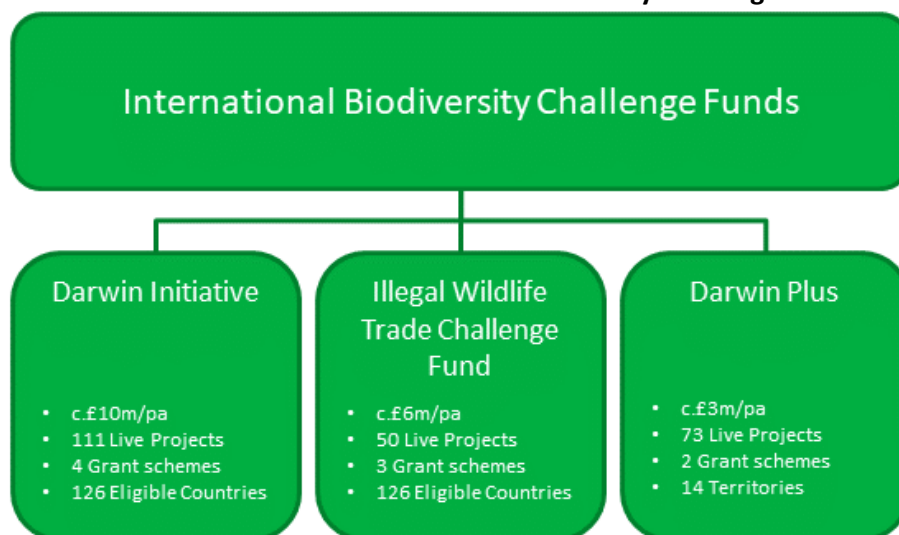 International Biodiversity Challenge Funds
Darwin Initiative
• c.£10m/pa
• 111 Live Projects
• 4 Grant schemes
• 126 Eligible Countries
Illegal Wildlife
Trade Challenge
Fund
• c.£6m/pa
• 50 Live Projects
• 3 Grant schemes
• 126 Eligible Countries
Darwin Plus
• c.£3m/pa
• 73 Live Projects
• 2 Grant schemes
• 14 Territories